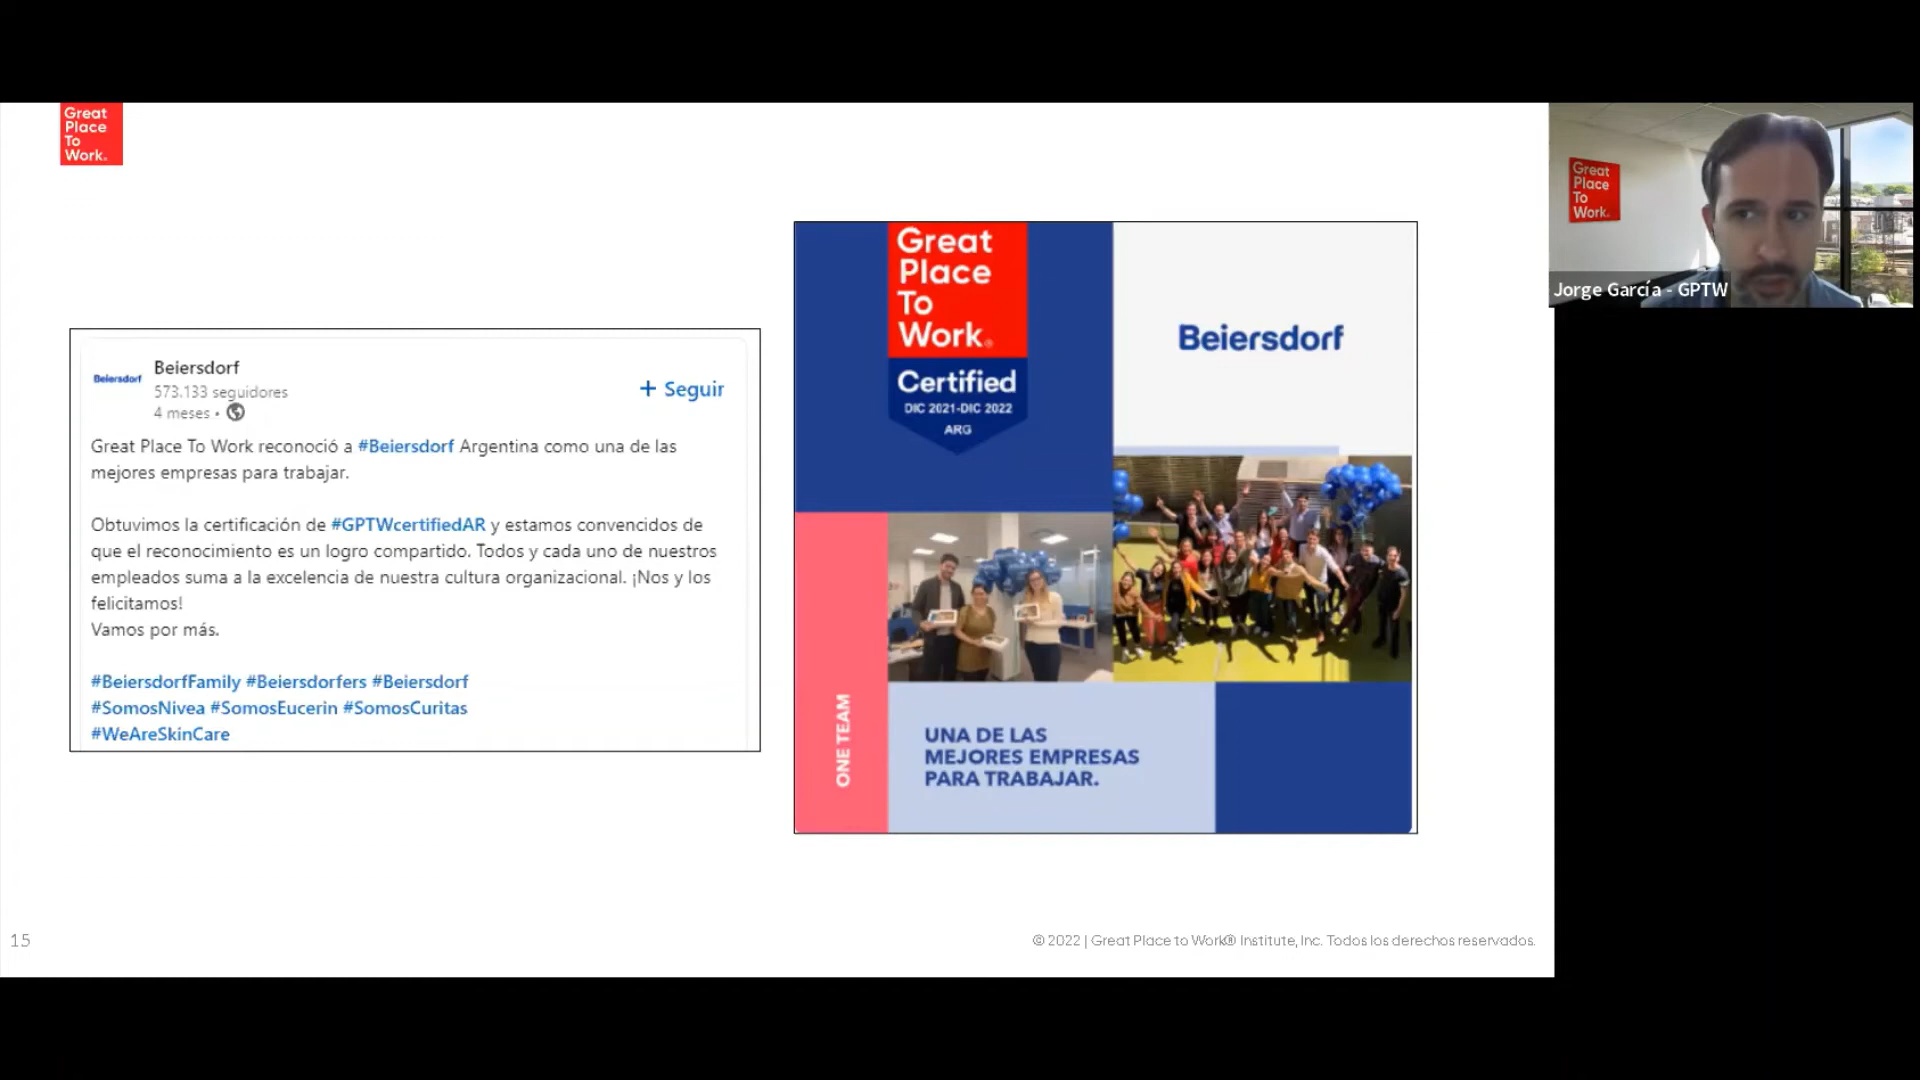 Great
Place
To
Work.
Great
Place
To
Work.
Jorge García - GPTW
Beiersdorf
Beiersdorf
573.133 seguidores
4 meses •
+ Seguir
Great Place To Work reconoció a #Beiersdorf Argentina como una de las
mejores empresas para trabajar.
Obtuvimos la certificación de #GPTWcertifiedAR y estamos convencidos de
que el reconocimiento es un logro compartido. Todos y cada uno de nuestros
empleados suma a la excelencia de nuestra cultura organizacional. ¡Nos y los
felicitamos!
Vamos por más.
#BeiersdorfFamily #Beiersdorfers #Beiersdorf
#SomosNivea #SomosEucerin #SomosCuritas
#WeAreSkinCare
Great
Place
To
Work®
Certified
DIC 2021-DIC 2022
ARG
Beiersdorf
ONE TEAM
UNA DE LAS
MEJORES EMPRESAS
PARA TRABAJAR.
15
© 2022 | Great Place to Work® Institute, Inc. Todos los derechos reservados.